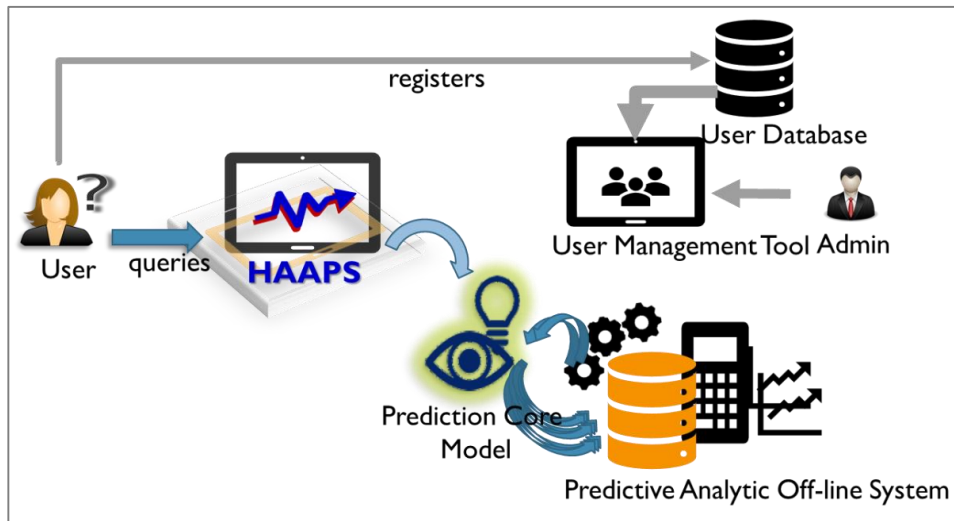 registers
User Database
?
User
queries
HAAPS
User Management Tool
Admin
Prediction Core
Model
Predictive Analytic Off-line System